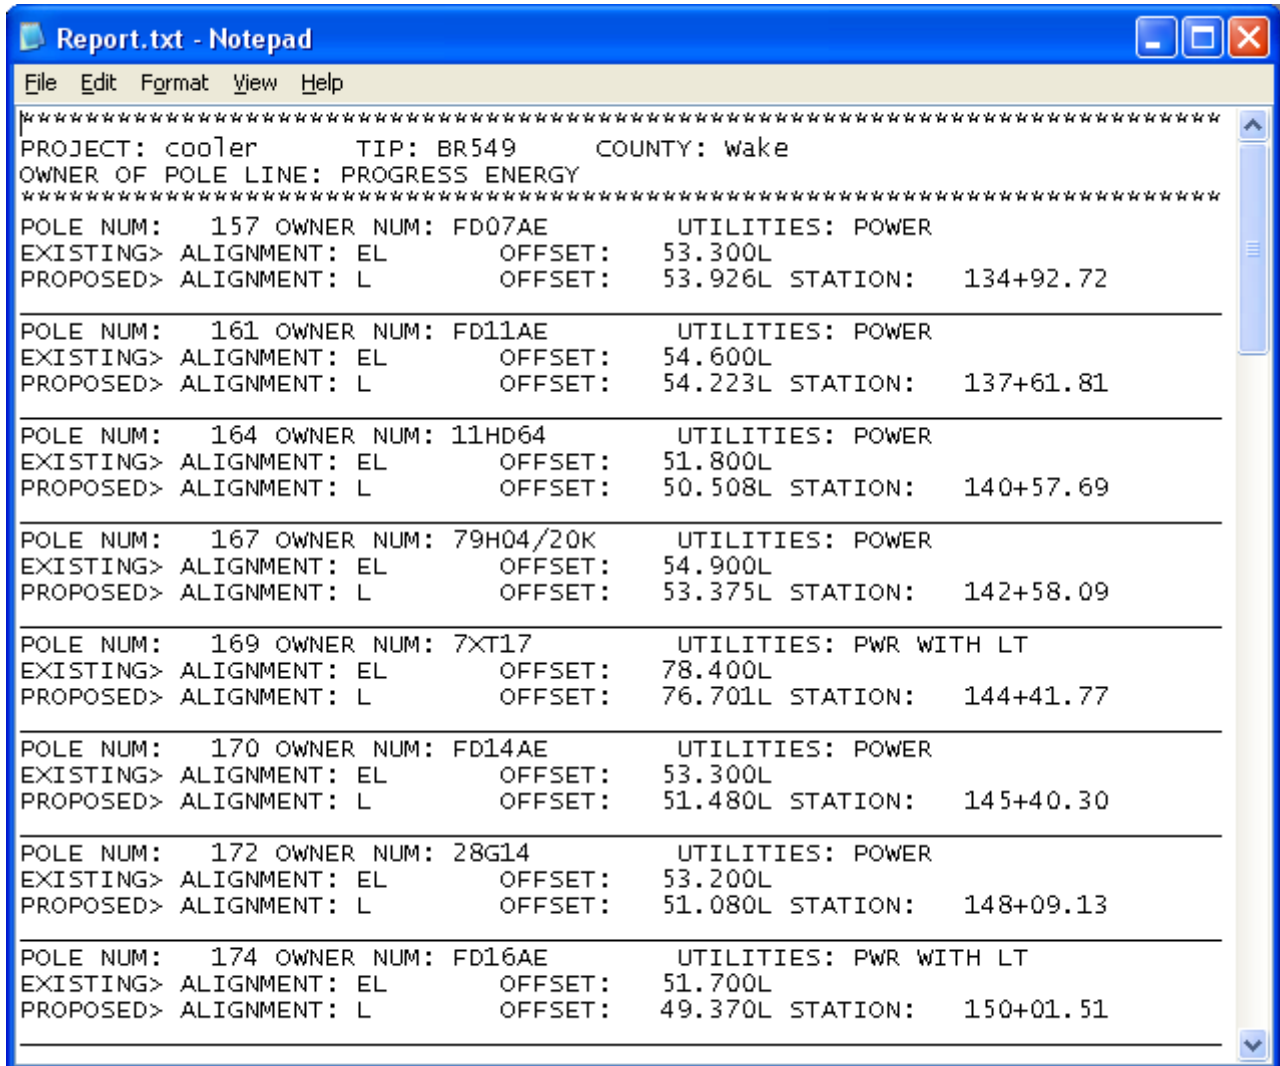 Report.txt - Notepad
File Edit Format View Help
****************************************************************************
PROJECT: cooler TIP: BR549 COUNTY: Wake
OWNER OF POLE LINE: PROGRESS ENERGY
****************************************************************************
POLE NUM: 157 OWNER NUM: FD07AE UTILITIES: POWER
EXISTING> ALIGNMENT: EL OFFSET: 53.300L
PROPOSED> ALIGNMENT: L OFFSET: 53.926L STATION: 134+92.72
POLE NUM: 161 OWNER NUM: FD11AE UTILITIES: POWER
EXISTING> ALIGNMENT: EL OFFSET: 54.600L
PROPOSED> ALIGNMENT: L OFFSET: 54.223L STATION: 137+61.81
POLE NUM: 164 OWNER NUM: 11HD64 UTILITIES: POWER
EXISTING> ALIGNMENT: EL OFFSET: 51.800L
PROPOSED> ALIGNMENT: L OFFSET: 50.508L STATION: 140+57.69
POLE NUM: 167 OWNER NUM: 79H04/20K UTILITIES: POWER
EXISTING> ALIGNMENT: EL OFFSET: 54.900L
PROPOSED> ALIGNMENT: L OFFSET: 53.375L STATION: 142+58.09
POLE NUM: 169 OWNER NUM: 7XT17 UTILITIES: PWR WITH LT
EXISTING> ALIGNMENT: EL OFFSET: 78.400L
PROPOSED> ALIGNMENT: L OFFSET: 76.701L STATION: 144+41.77
POLE NUM: 170 OWNER NUM: FD14AE UTILITIES: POWER
EXISTING> ALIGNMENT: EL OFFSET: 53.300L
PROPOSED> ALIGNMENT: L OFFSET: 51.480L STATION: 145+40.30
POLE NUM: 172 OWNER NUM: 28G14 UTILITIES: POWER
EXISTING> ALIGNMENT: EL OFFSET: 53.200L
PROPOSED> ALIGNMENT: L OFFSET: 51.080L STATION: 148+09.13
POLE NUM: 174 OWNER NUM: FD16AE UTILITIES: PWR WITH LT
EXISTING> ALIGNMENT: EL OFFSET: 51.700L
PROPOSED> ALIGNMENT: L OFFSET: 49.370L STATION: 150+01.51